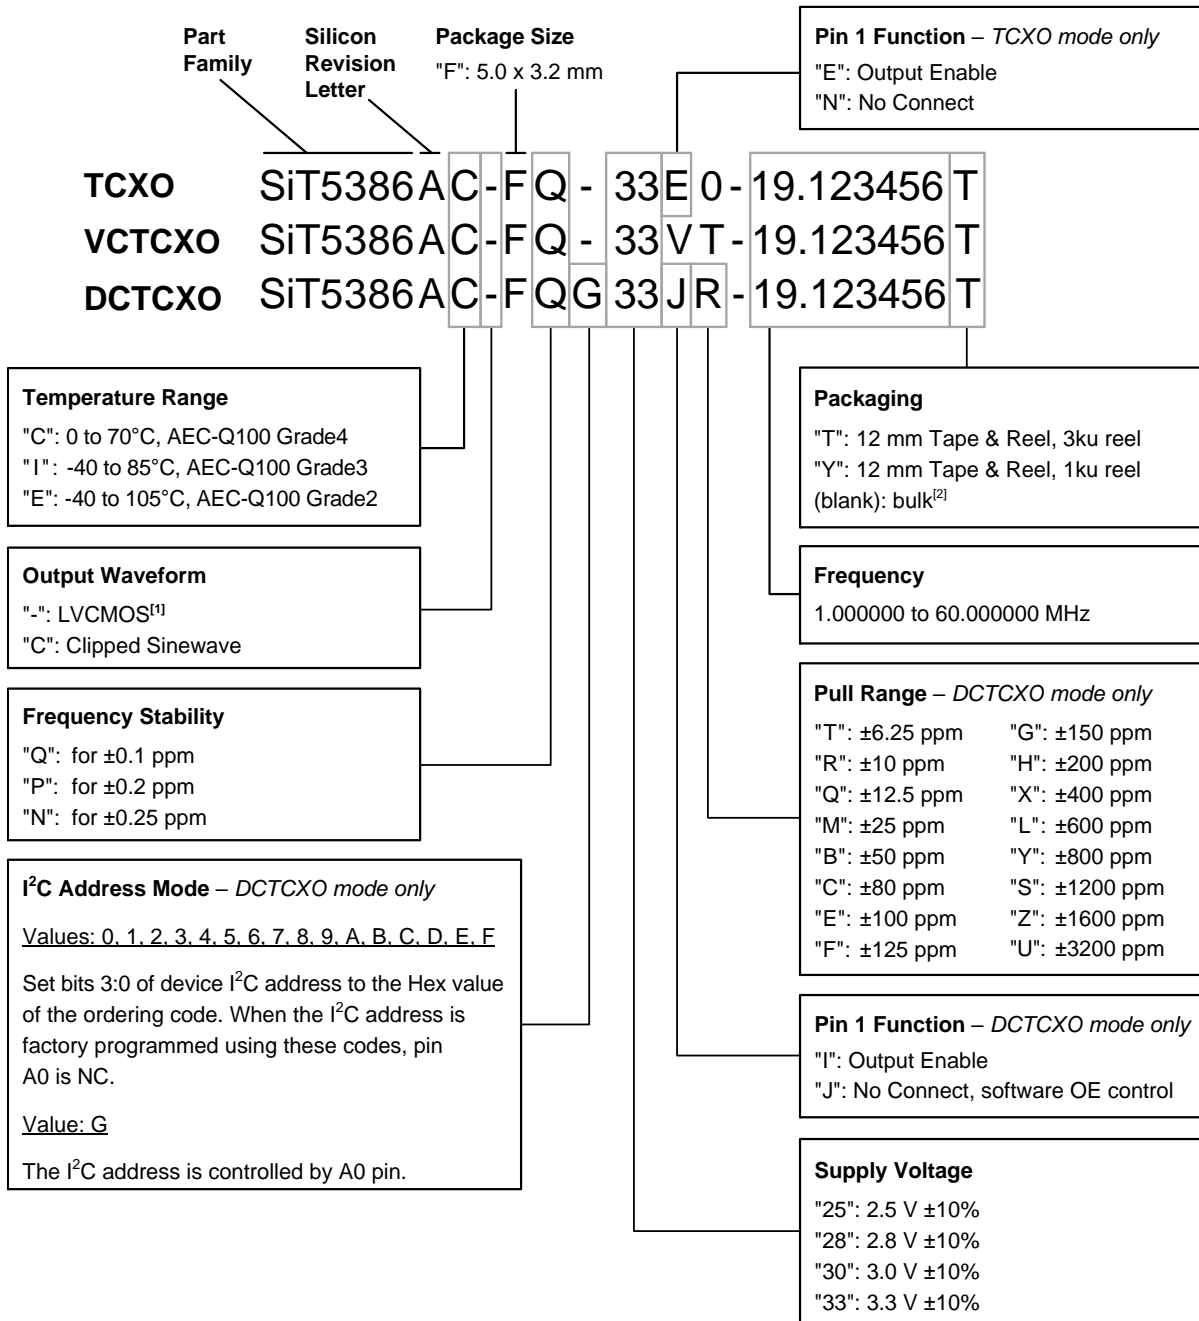 Part Family
Silicon Revision Letter
Package Size
"F": 5.0 x 3.2 mm
Pin 1 Function – TCXO mode only
"E": Output Enable
"N": No Connect
TCXO SiT5386AC-FQ-33E0-19.123456T
VCTCXO SiT5386AC-FQ-33VT-19.123456T
DCTCXO SiT5386AC-FQG33JR-19.123456T
Temperature Range
"C": 0 to 70°C, AEC-Q100 Grade4
"I": -40 to 85°C, AEC-Q100 Grade3
"E": -40 to 105°C, AEC-Q100 Grade2
Output Waveform
"-": LVCMOS[1]
"C": Clipped Sinewave
Frequency Stability
"Q": for ±0.1 ppm
"P": for ±0.2 ppm
"N": for ±0.25 ppm
I²C Address Mode – DCTCXO mode only
Values: 0, 1, 2, 3, 4, 5, 6, 7, 8, 9, A, B, C, D, E, F
Set bits 3:0 of device I²C address to the Hex value
of the ordering code. When the I²C address is
factory programmed using these codes, pin
A0 is NC.
Value: G
The I²C address is controlled by A0 pin.
Packaging
"T": 12 mm Tape & Reel, 3ku reel
"Y": 12 mm Tape & Reel, 1ku reel
(blank): bulk[2]
Frequency
1.000000 to 60.000000 MHz
Pull Range – DCTCXO mode only
"T": ±6.25 ppm "G": ±150 ppm
"R": ±10 ppm "H": ±200 ppm
"Q": ±12.5 ppm "X": ±400 ppm
"M": ±25 ppm "L": ±600 ppm
"B": ±50 ppm "Y": ±800 ppm
"C": ±80 ppm "S": ±1200 ppm
"E": ±100 ppm "Z": ±1600 ppm
"F": ±125 ppm "U": ±3200 ppm
Pin 1 Function – DCTCXO mode only
"I": Output Enable
"J": No Connect, software OE control
Supply Voltage
"25": 2.5 V ±10%
"28": 2.8 V ±10%
"30": 3.0 V ±10%
"33": 3.3 V ±10%